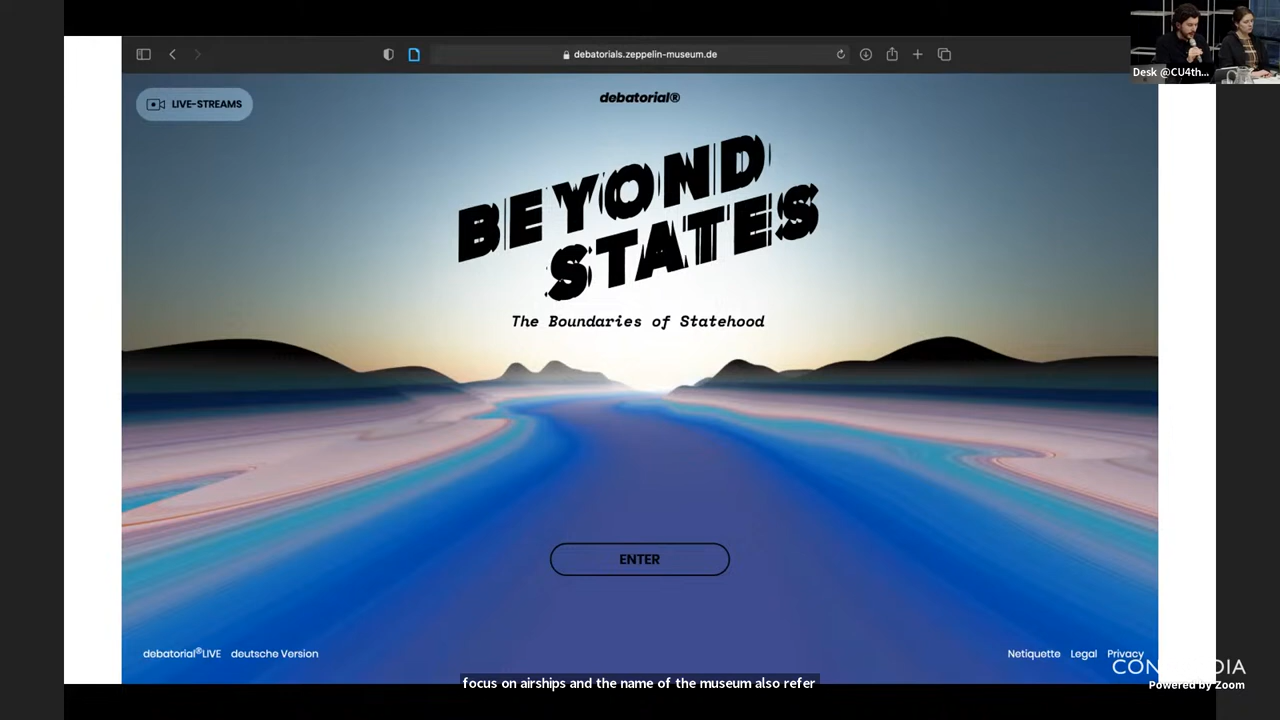 debatorials.zeppelin-museum.de
Desk @CU4th...
LIVE-STREAMS
debatorial®
BEYOND
STATES
The Boundaries of Statehood
ENTER
debatorial®LIVE deutsche Version
Netiquette Legal Privacy
focus on airships and the name of the museum also refer
Powered by Zoom